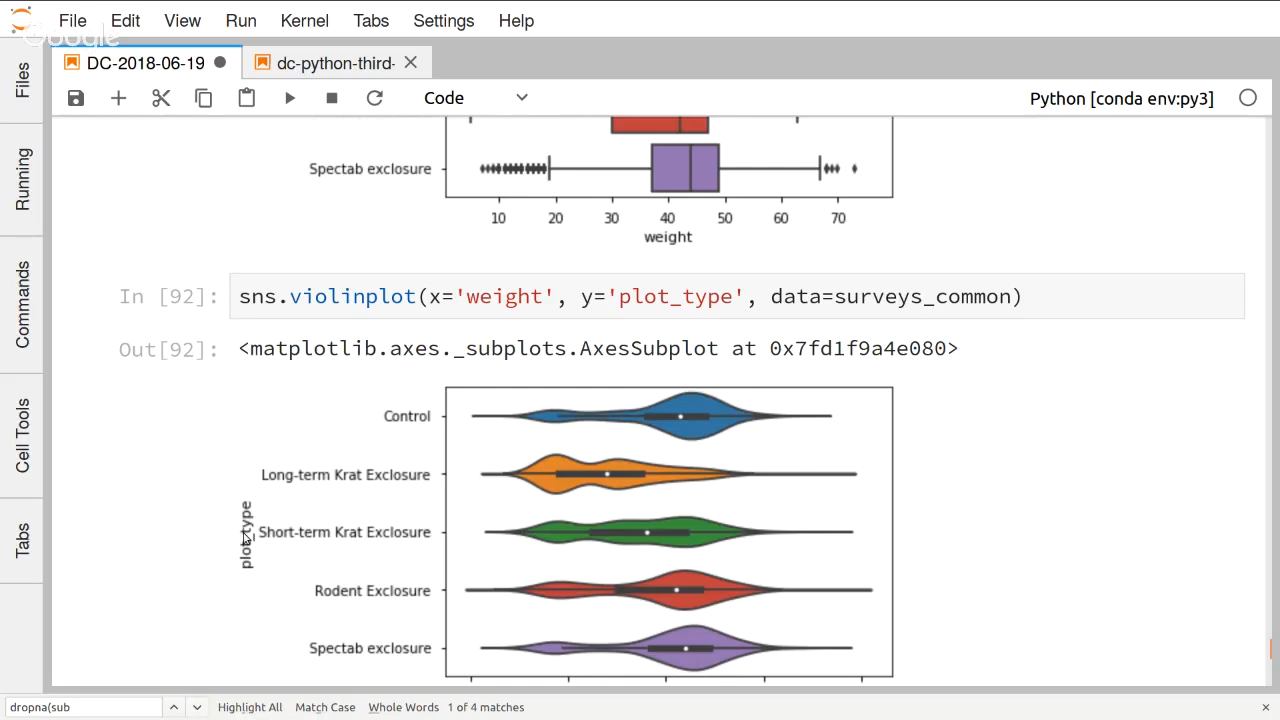 File Edit View Run Kernel Tabs Settings Help
Google
DC-2018-06-19
dc-python-third-
Code
Python [conda env:py3]
Files
Running
Commands
Cell Tools
Tabs
Spectab exclosure
10 20 30 40 50 60 70
weight
In [92]: sns.violinplot(x='weight', y='plot_type', data=surveys_common)
Out[92]: <matplotlib.axes._subplots.AxesSubplot at 0x7fd1f9a4e080>
Control
Long-term Krat Exclosure
plot_type
Short-term Krat Exclosure
Rodent Exclosure
Spectab exclosure
dropna(sub Highlight All Match Case Whole Words 1 of 4 matches